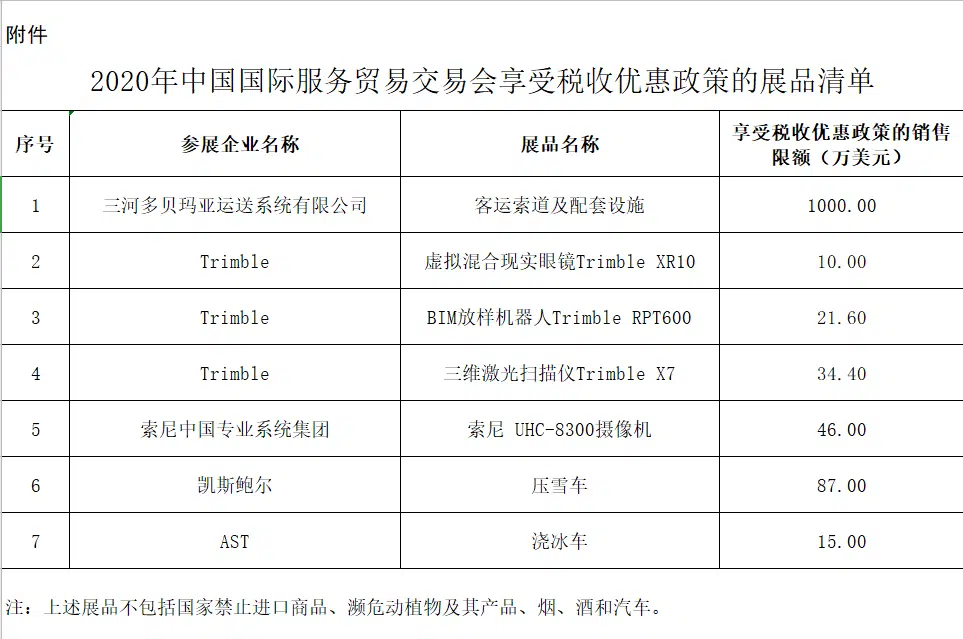 附件
2020年中国国际服务贸易交易会享受税收优惠政策的展品清单
序号 参展企业名称 展品名称 享受税收优惠政策的销售
限额（万美元）
1 三河多贝玛亚运送系统有限公司 客运索道及配套设施 1000.00
2 Trimble 虚拟混合现实眼镜Trimble XR10 10.00
3 Trimble BIM放样机器人Trimble RPT600 21.60
4 Trimble 三维激光扫描仪Trimble X7 34.40
5 索尼中国专业系统集团 索尼 UHC-8300摄像机 46.00
6 凯斯鲍尔 压雪车 87.00
7 AST 浇冰车 15.00
注：上述展品不包括国家禁止进口商品、濒危动植物及其产品、烟、酒和汽车。